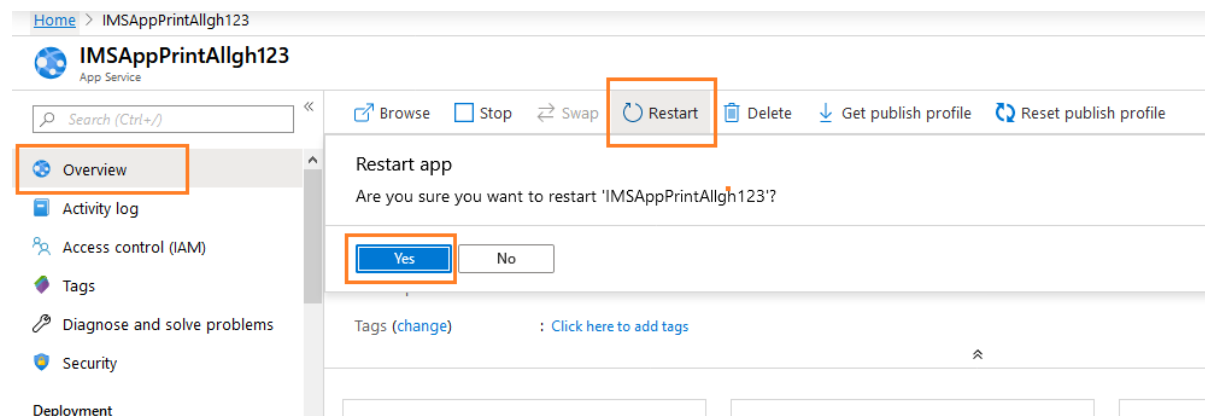 Home > IMSAppPrintAllgh123
IMSAppPrintAllgh123
App Service
Search (Ctrl+/)
«
Browse Stop Swap Restart Delete Get publish profile Reset publish profile
Overview
Activity log
Access control (IAM)
Tags
Diagnose and solve problems
Security
Deployment
Restart app
Are you sure you want to restart 'IMSAppPrintAllgh123'?
Yes No
Tags (change) : Click here to add tags